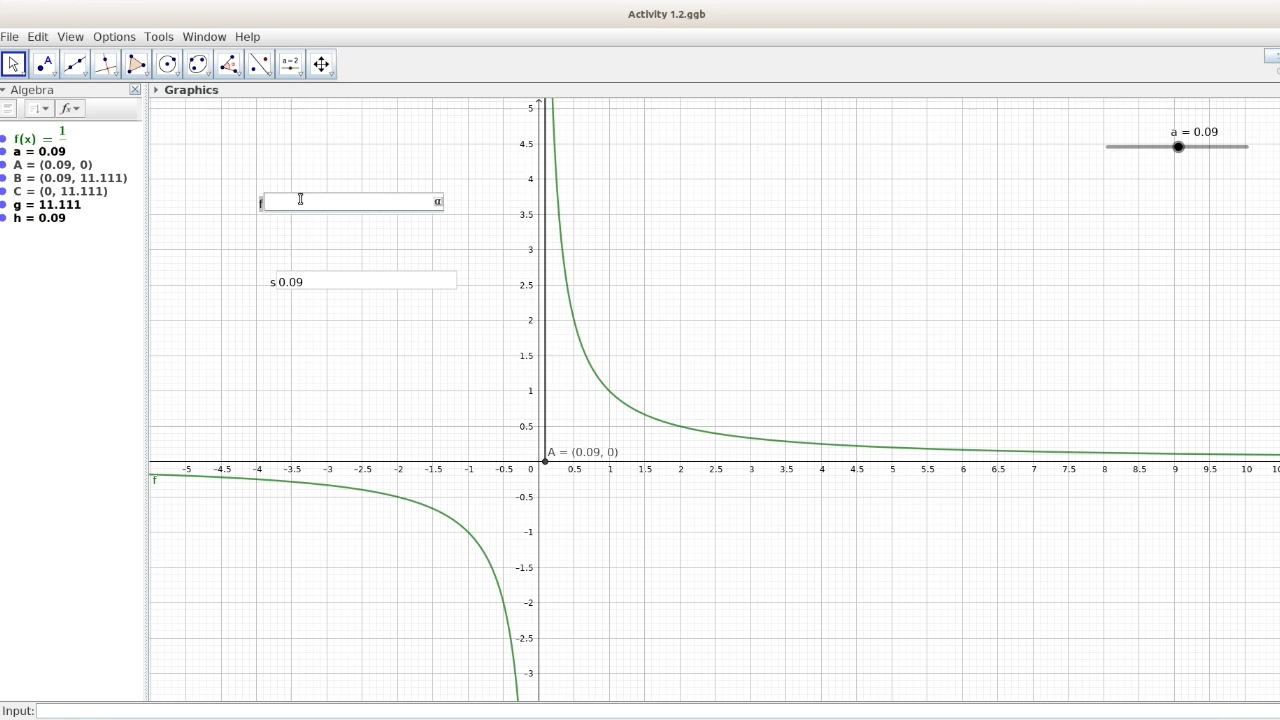 Activity 1.2.ggb
File Edit View Options Tools Window Help
A a=2
Algebra
Graphics
f(x) = 1
a = 0.09
A = (0.09, 0)
B = (0.09, 11.111)
C = (0, 11.111)
g = 11.111
h = 0.09
f α
s 0.09
a = 0.09
5
4.5
4
3.5
3
2.5
2
1.5
1
0.5
A = (0.09, 0)
-5 -4.5 -4 -3.5 -3 -2.5 -2 -1.5 -1 -0.5 0 0.5 1 1.5 2 2.5 3 3.5 4 4.5 5 5.5 6 6.5 7 7.5 8 8.5 9 9.5 10
f
-0.5
-1
-1.5
-2
-2.5
-3
Input: